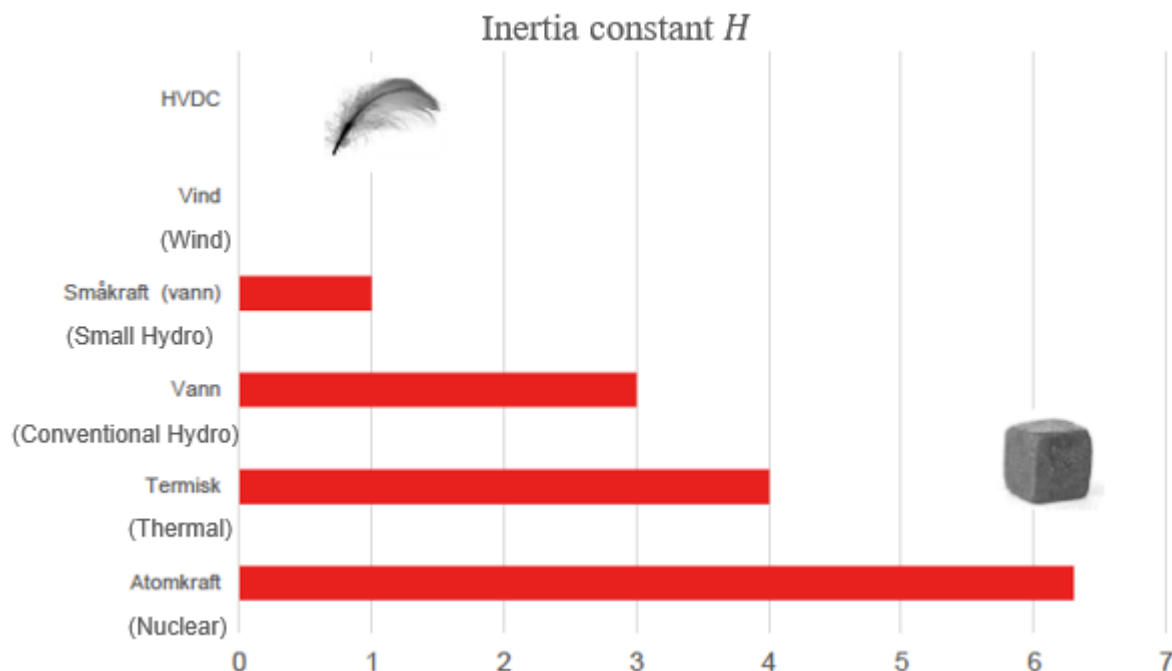 Inertia constant H
HVDC
Vind
(Wind)
Småkraft (vann)
(Small Hydro)
Vann
(Conventional Hydro)
Termisk
(Thermal)
Atomkraft
(Nuclear)
0 1 2 3 4 5 6 7